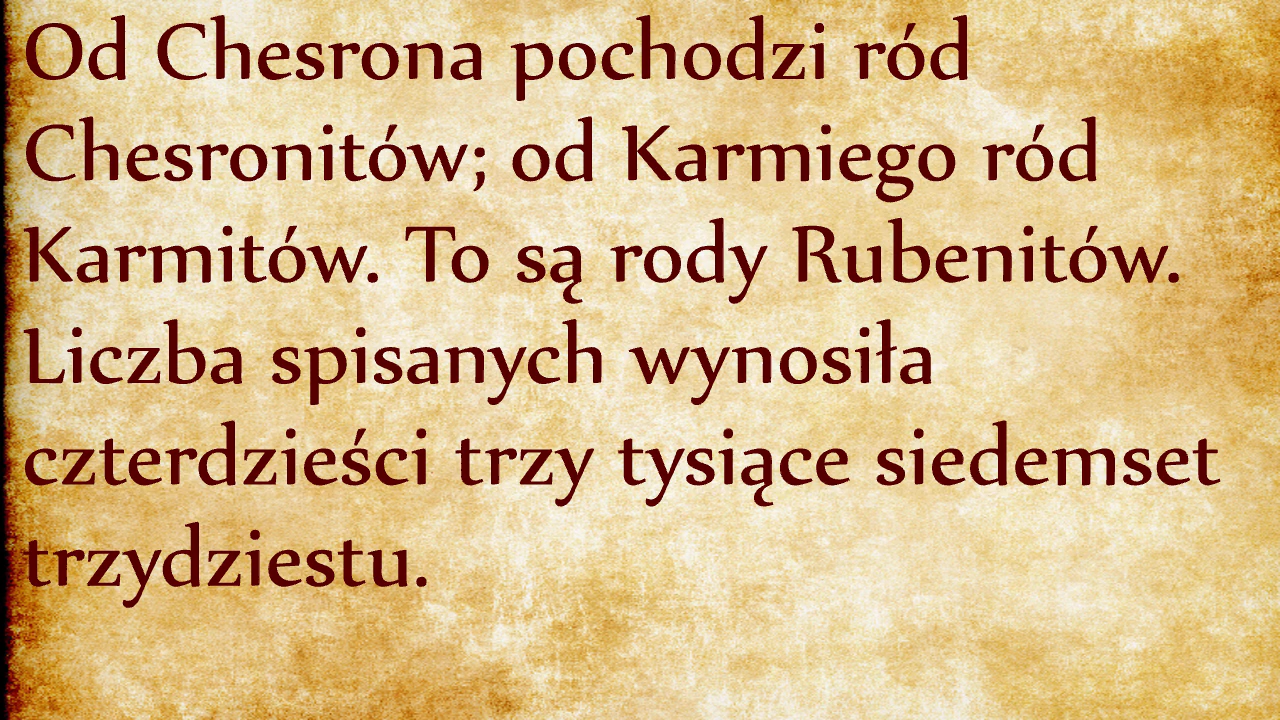 Od Chesrona pochodzi ród
Chesronitów; od Karmiego ród
Karmitów. To są rody Rubenitów.
Liczba spisanych wynosiła
czterdzieści trzy tysiące siedemset
trzydziestu.